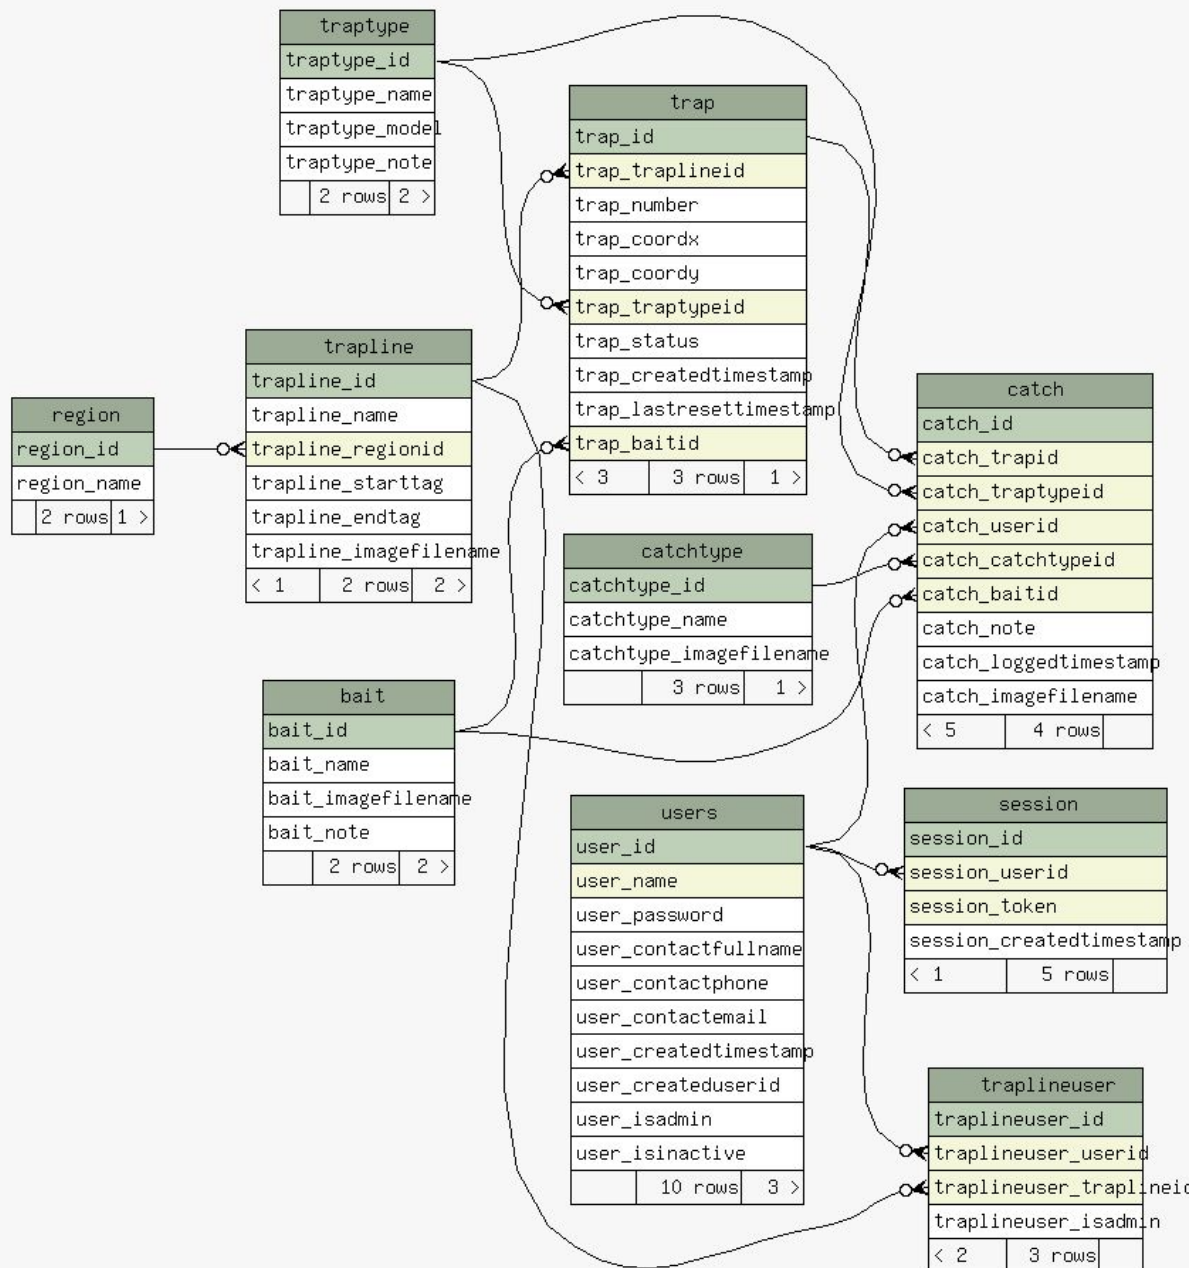 traptype
traptype_id
traptype_name
traptype_model
traptype_note
2 rows 2 >
trap
trap_id
trap_traplineid
trap_number
trap_coordx
trap_coordy
trap_traptypeid
trap_status
trap_createdtimestamp
trap_lastresettimestamp
trap_baitid
< 3 3 rows 1 >
trapline
trapline_id
trapline_name
trapline_regionid
trapline_starttag
trapline_endtag
trapline_imagefilename
< 1 2 rows 2 >
region
region_id
region_name
2 rows 1 >
catch
catch_id
catch_trapid
catch_traptypeid
catch_userid
catch_catchtypeid
catch_baitid
catch_note
catch_loggedtimestamp
catch_imagefilename
< 5 4 rows
catchtype
catchtype_id
catchtype_name
catchtype_imagefilename
3 rows 1 >
bait
bait_id
bait_name
bait_imagefilename
bait_note
2 rows 2 >
users
user_id
user_name
user_password
user_contactfullname
user_contactphone
user_contactemail
user_createdtimestamp
user_createduserid
user_isadmin
user_isinactive
10 rows 3 >
session
session_id
session_userid
session_token
session_createdtimestamp
< 1 5 rows
traplineuser
traplineuser_id
traplineuser_userid
traplineuser_traplineid
traplineuser_isadmin
< 2 3 rows